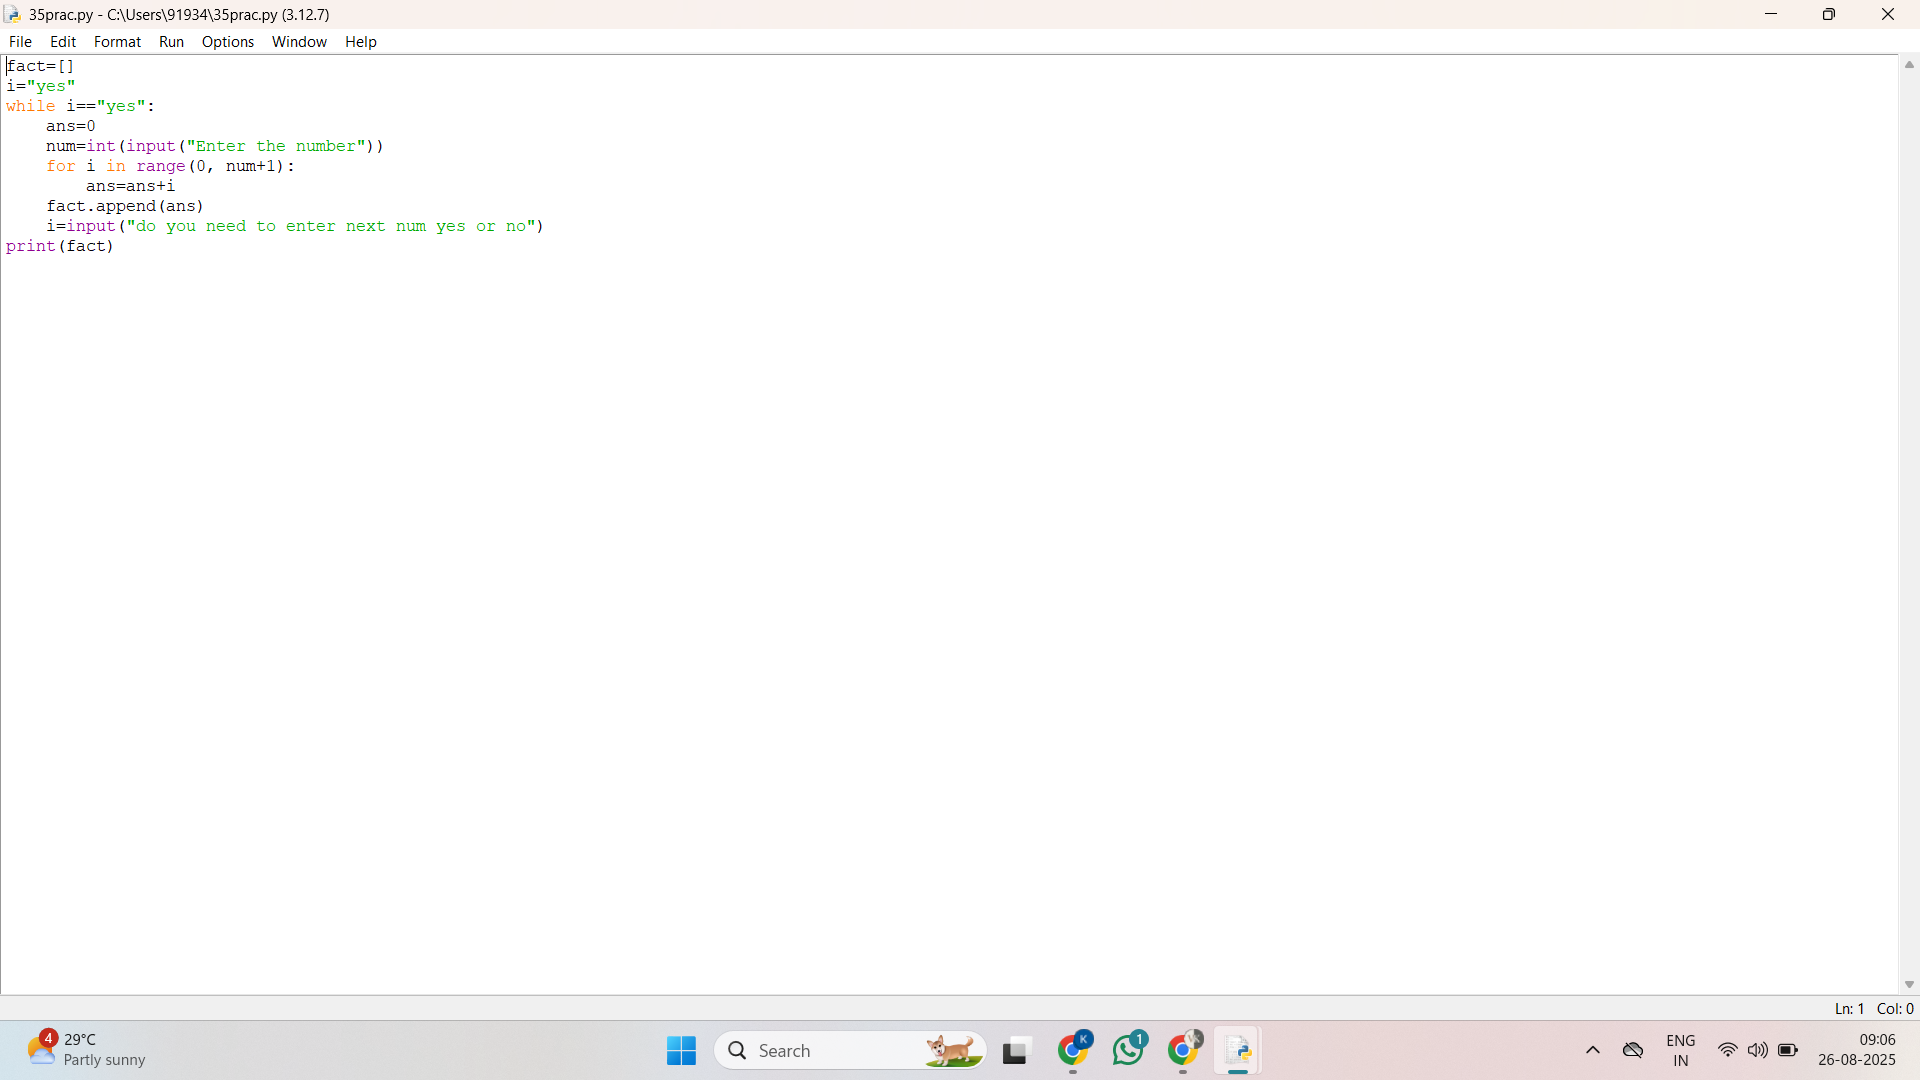 35prac.py - C:\Users\91934\35prac.py (3.12.7)
File Edit Format Run Options Window Help
fact=[]
i="yes"
while i=="yes":
    ans=0
    num=int(input("Enter the number"))
    for i in range(0, num+1):
        ans=ans+i
    fact.append(ans)
    i=input("do you need to enter next num yes or no")
print(fact)
Ln: 1 Col: 0
4
29°C
Partly sunny
Search
K
1
VK
ENG
IN
09:06
26-08-2025